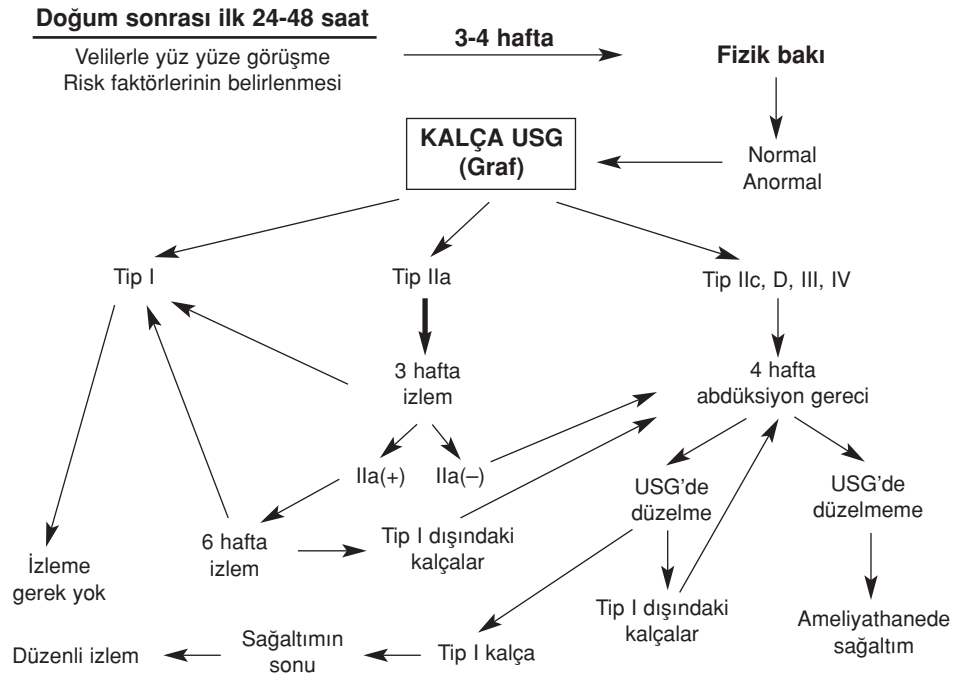 Doğum sonrası ilk 24-48 saat
Velilerle yüz yüze görüşme
Risk faktörlerinin belirlenmesi
3-4 hafta
Fizik bakı
Normal
Anormal
KALÇA USG
(Graf)
Tip I
Tip IIa
Tip IIc, D, III, IV
3 hafta
izlem
4 hafta
abdüksiyon gereci
IIa(+)
IIa(–)
USG'de
düzelme
USG'de
düzelmeme
6 hafta
izlem
Tip I dışındaki
kalçalar
İzleme
gerek yok
Tip I dışındaki
kalçalar
Ameliyathanede
sağaltım
Düzenli izlem
Sağaltımın
sonu
Tip I kalça